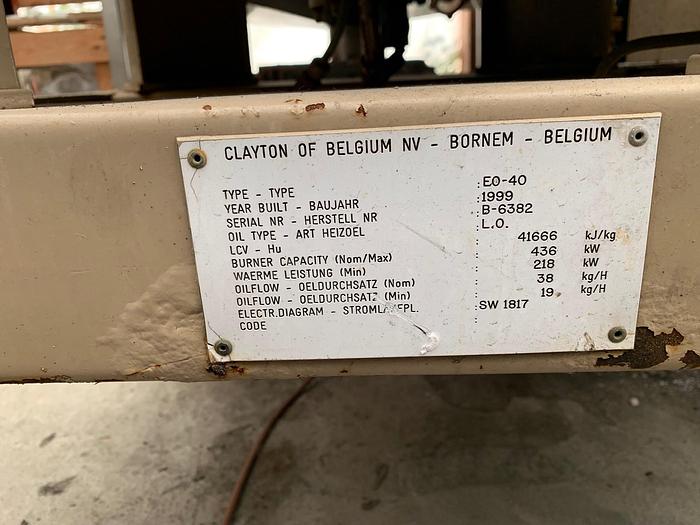 CLAYTON OF BELGIUM NV - BORNEM - BELGIUM
TYPE - TYPE : EO-40
YEAR BUILT - BAUJAHR : 1999
SERIAL NR - HERSTELL NR : B-6382
OIL TYPE - ART HEIZOEL : L.O.
LCV - Hu : 41666 kJ/kg
BURNER CAPACITY (Nom/Max) : 436 kW
WAERME LEISTUNG (Min) : 218 kW
OILFLOW - OELDURCHSATZ (Nom) : 38 kg/H
OILFLOW - OELDURCHSATZ (Min) : 19 kg/H
ELECTR.DIAGRAM - : SW 1817
CODE